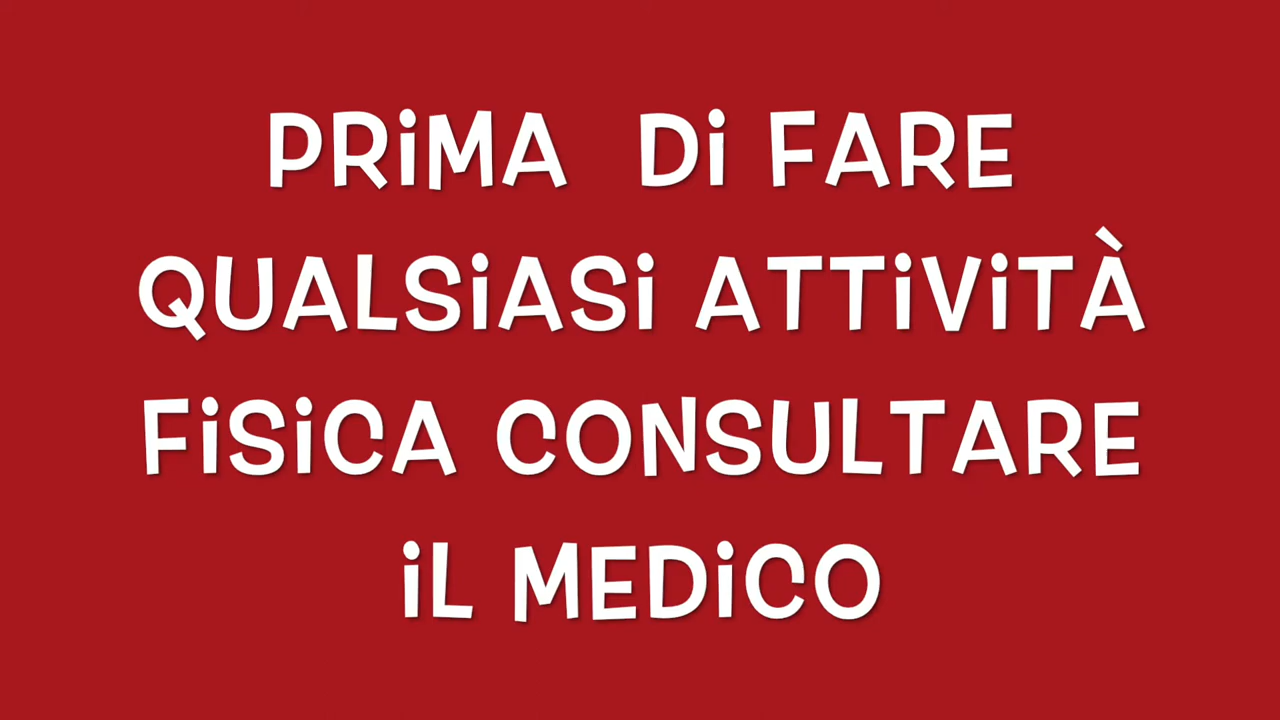 PRiMA Di FARE
QUALSiASi ATTiViTÀ
FiSiCA CONSULTARE
iL MEDiCO